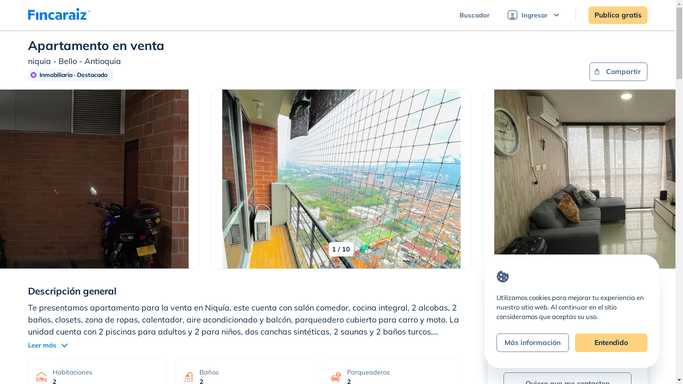 Fincaraiz
Buscador
Ingresar
Publica gratis
Apartamento en venta
niquia - Bello - Antioquia
Inmobiliaria - Destacado
Compartir
1 / 10
Descripción general
Te presentamos apartamento para la venta en Niquía, este cuenta con salón comedor, cocina integral, 2 alcobas, 2
baños, closets, zona de ropas, calentador, aire acondicionado y balcón, parqueadero cubierto para carro y moto. La
unidad cuenta con 2 piscinas para adultos y 2 para niños, dos canchas sintéticas, 2 saunas y 2 baños turcos,...
Leer más
Habitaciones
2
Baños
2
Parqueaderos
2
Utilizamos cookies para mejorar tu experiencia en
nuestro sitio web. Al continuar en el sitio
consideramos que aceptas su uso.
Más información
Entendido
Quiero que me contacten